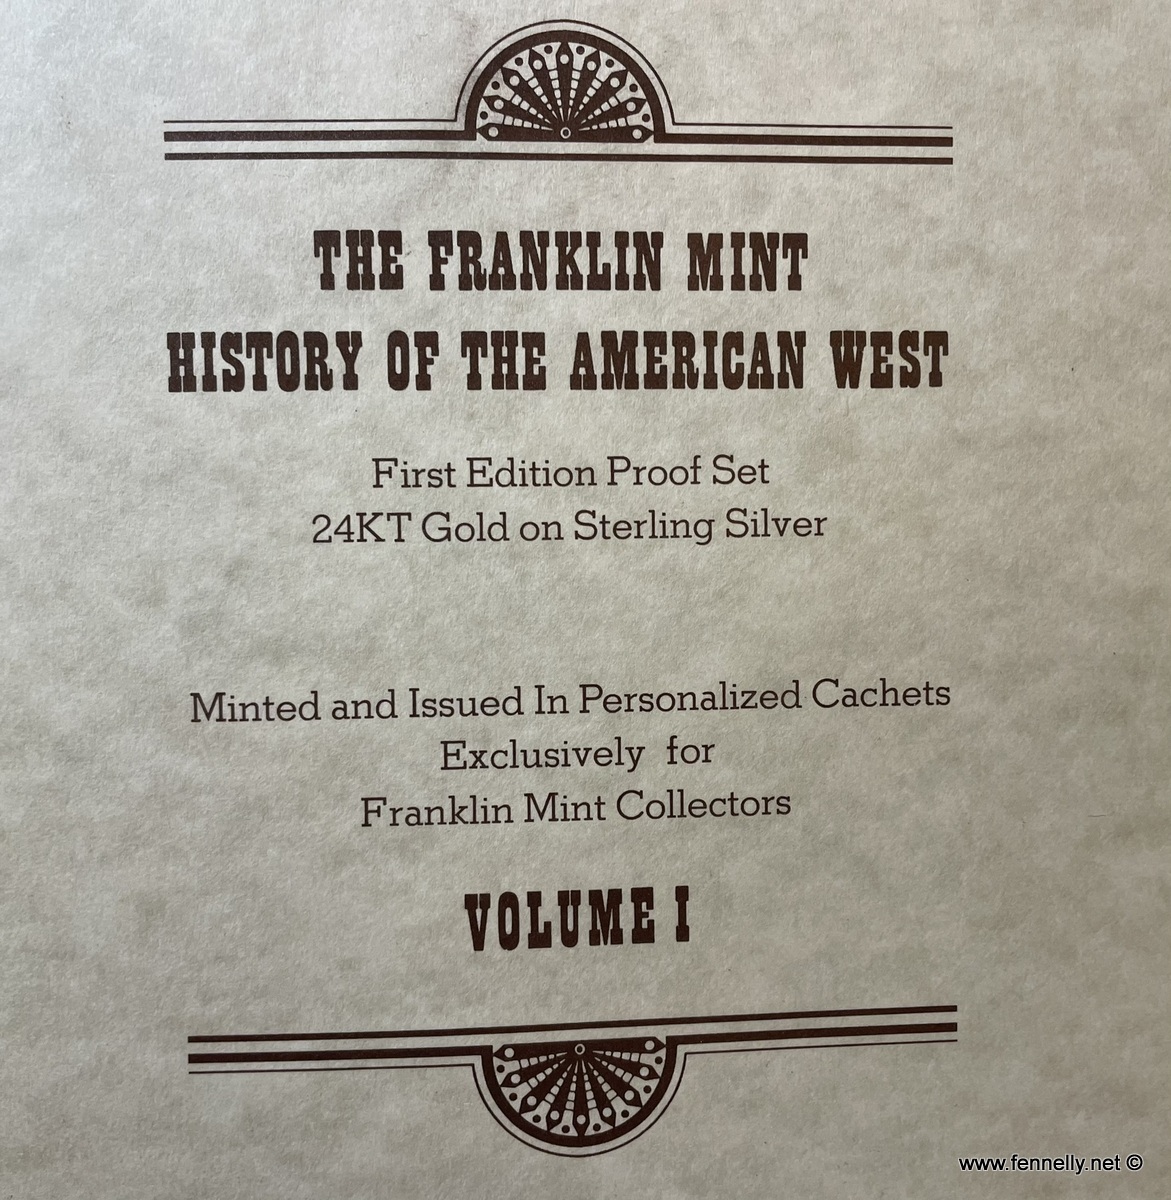 THE FRANKLIN MINT
HISTORY OF THE AMERICAN WEST
First Edition Proof Set
24KT Gold on Sterling Silver
Minted and Issued In Personalized Cachets
Exclusively for
Franklin Mint Collectors
VOLUME I
www.fennelly.net ©